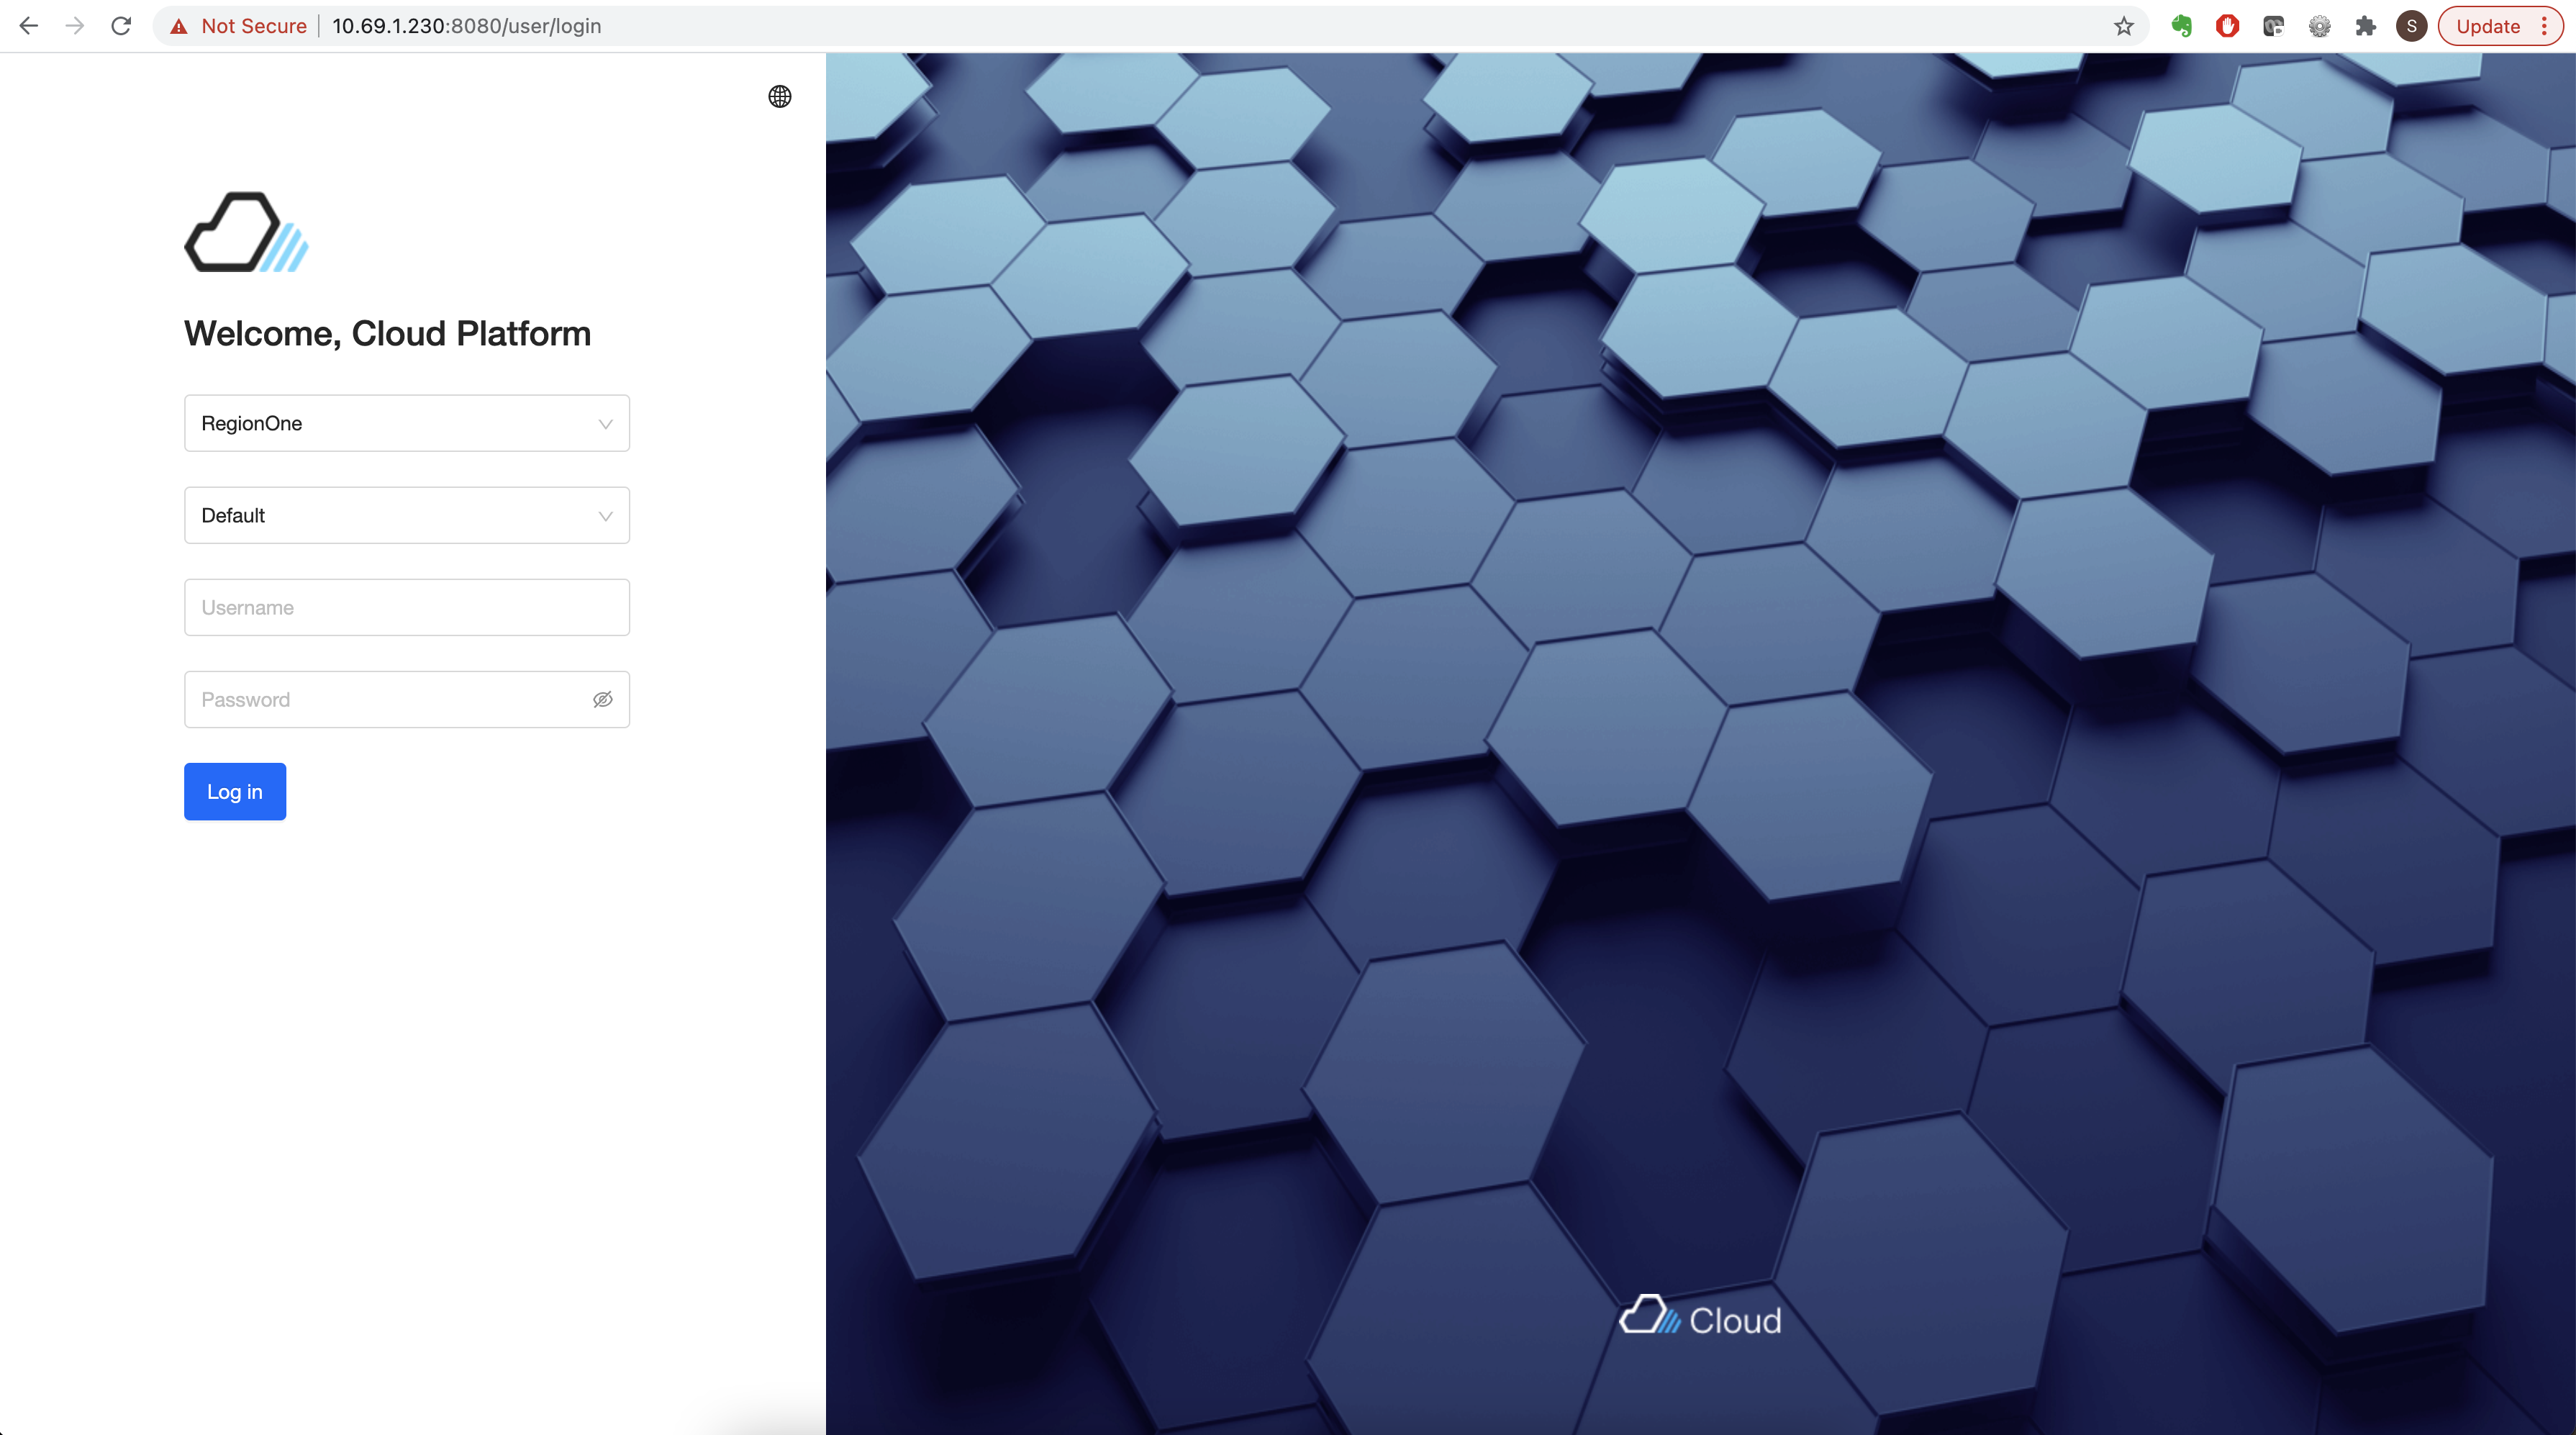 Not Secure 10.69.1.230:8080/user/login
S
Update
Welcome, Cloud Platform
RegionOne
Default
Username
Password
Log in
Cloud